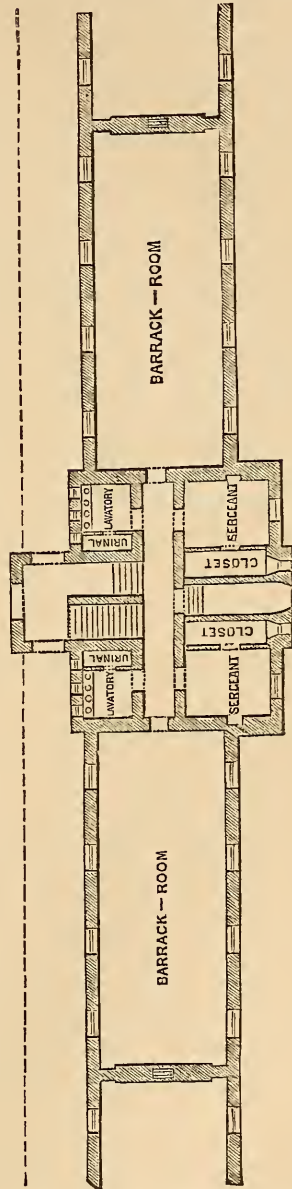 BARRACK — ROOM
LAVATORY
URINAL
SERGEANT
CLOSET
CLOSET
SERGEANT
URINAL
LAVATORY
BARRACK — ROOM